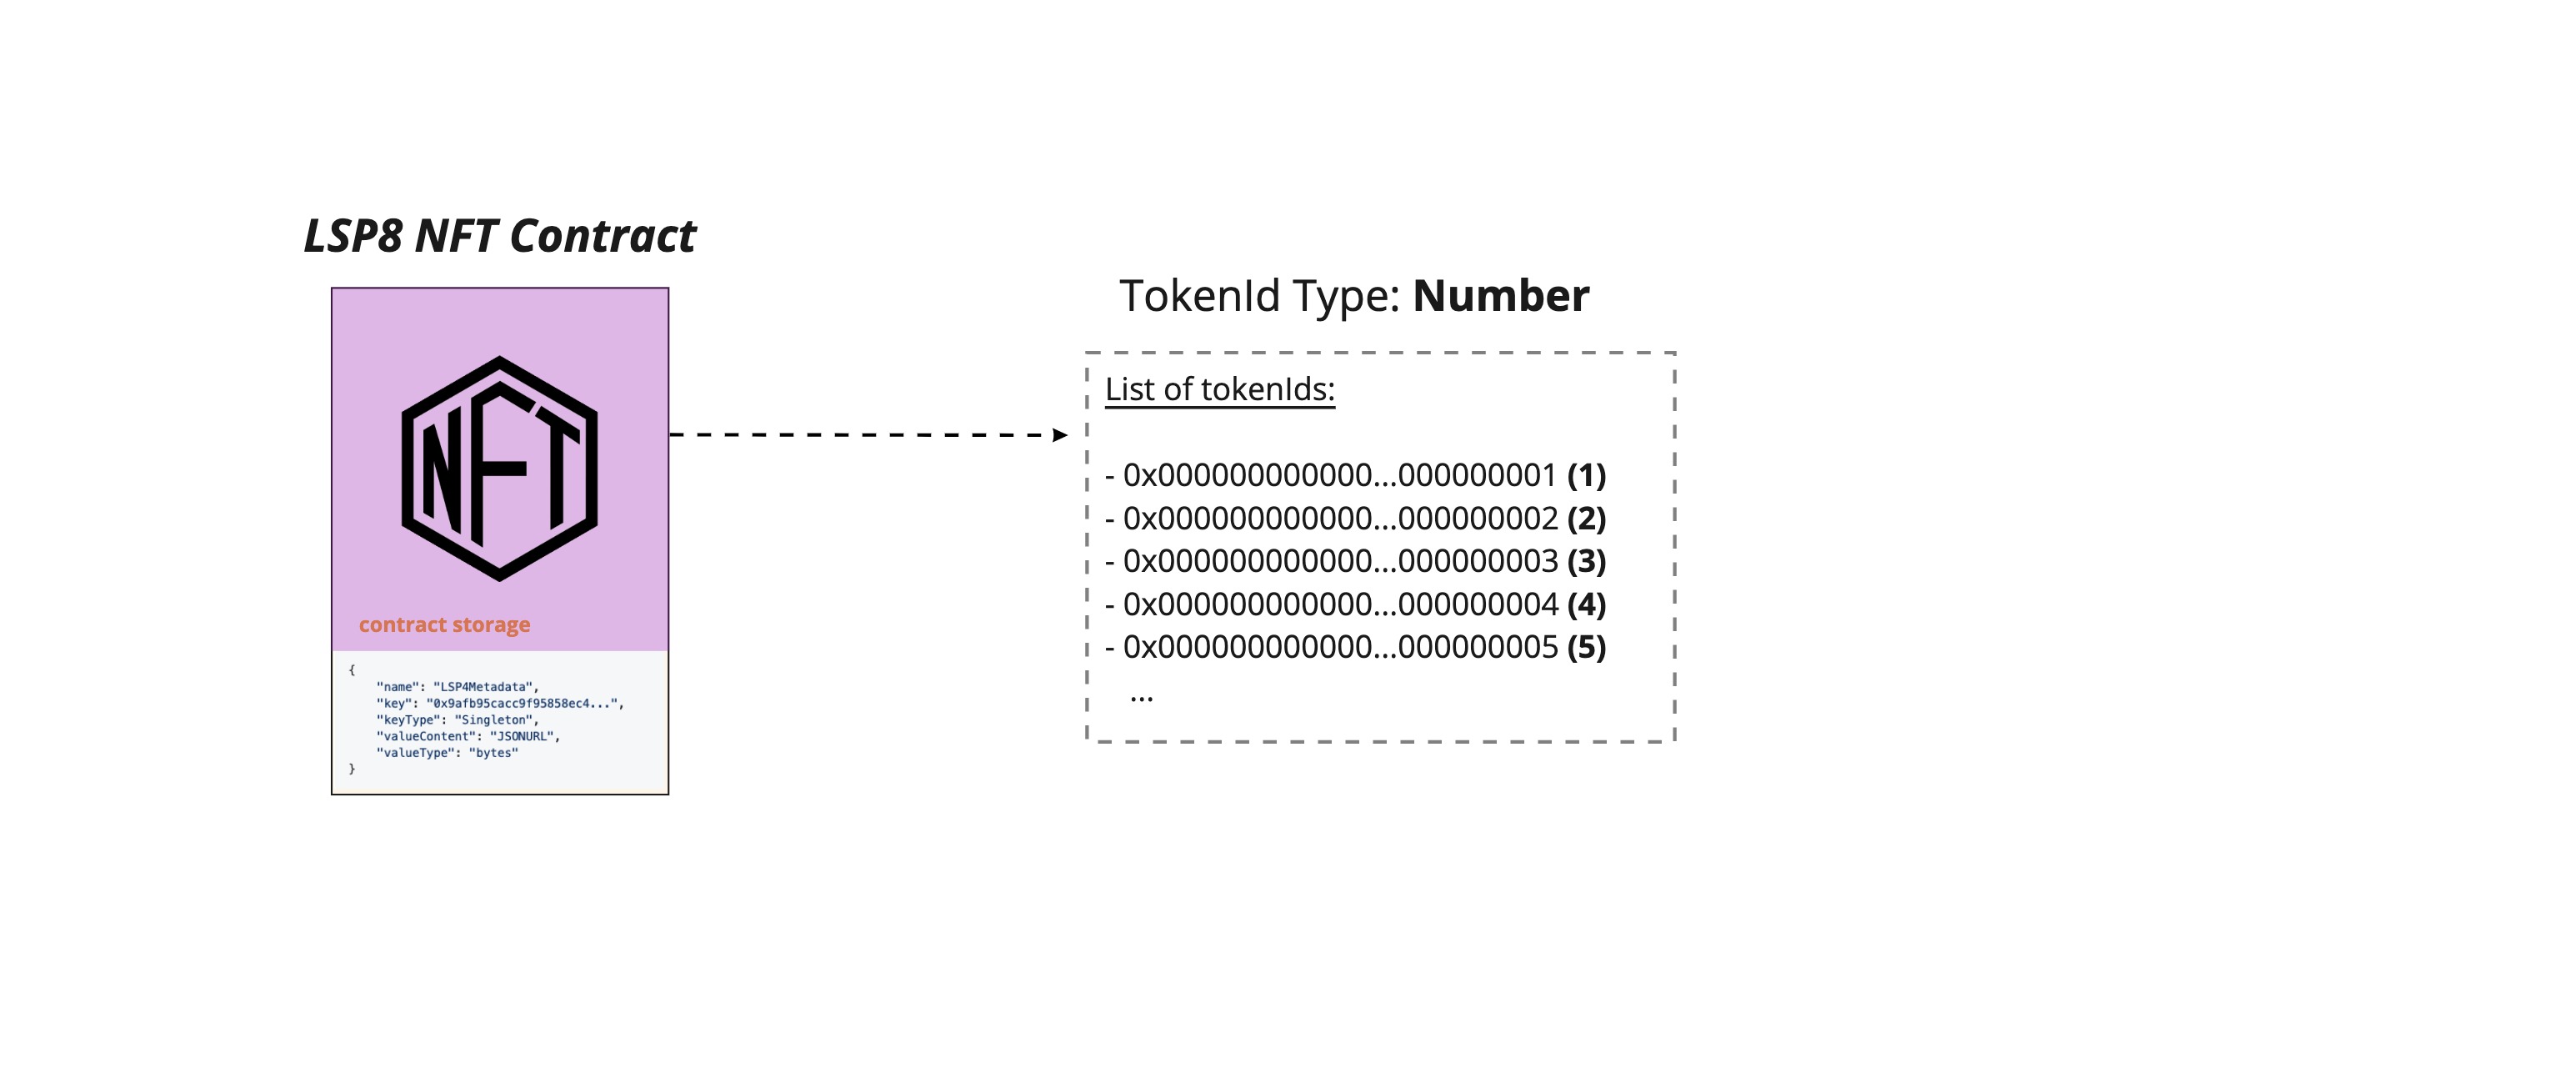 LSP8 NFT Contract
NFT
contract storage
{
"name": "LSP4Metadata",
"key": "0x9afb95cacc9f95858ec4...",
"keyType": "Singleton",
"valueContent": "JSONURL",
"valueType": "bytes"
}
TokenId Type: Number
List of tokenIds:
- 0x000000000000...000000001 (1)
- 0x000000000000...000000002 (2)
- 0x000000000000...000000003 (3)
- 0x000000000000...000000004 (4)
- 0x000000000000...000000005 (5)
...